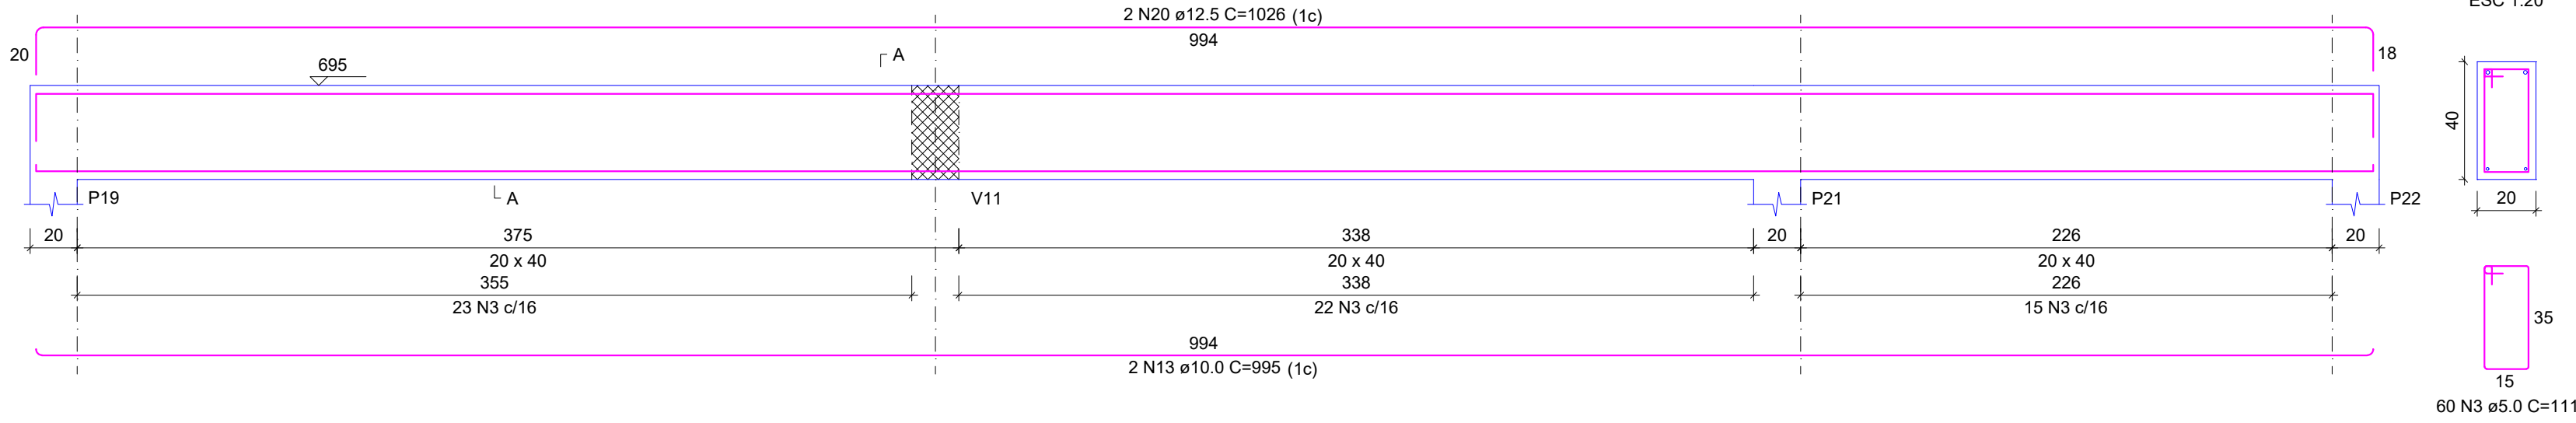 2 N20 ø12.5 C=1026 (1c)
ESC 1:20
994
20
A
18
695
40
P19
A
V11
P21
P22
20
20
375
338
20
226
20
20 x 40
20 x 40
20 x 40
355
338
226
23 N3 c/16
22 N3 c/16
15 N3 c/16
35
994
2 N13 ø10.0 C=995 (1c)
15
60 N3 ø5.0 C=111